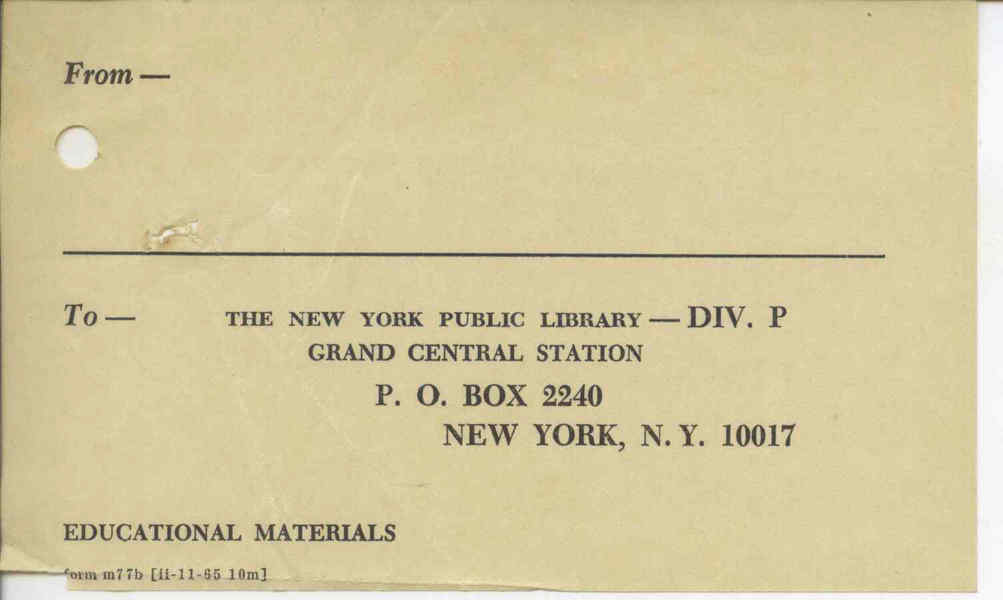 From —
To — THE NEW YORK PUBLIC LIBRARY — DIV. P
GRAND CENTRAL STATION
P. O. BOX 2240
NEW YORK, N. Y. 10017
EDUCATIONAL MATERIALS
form m77b [ii-11-65 10m]